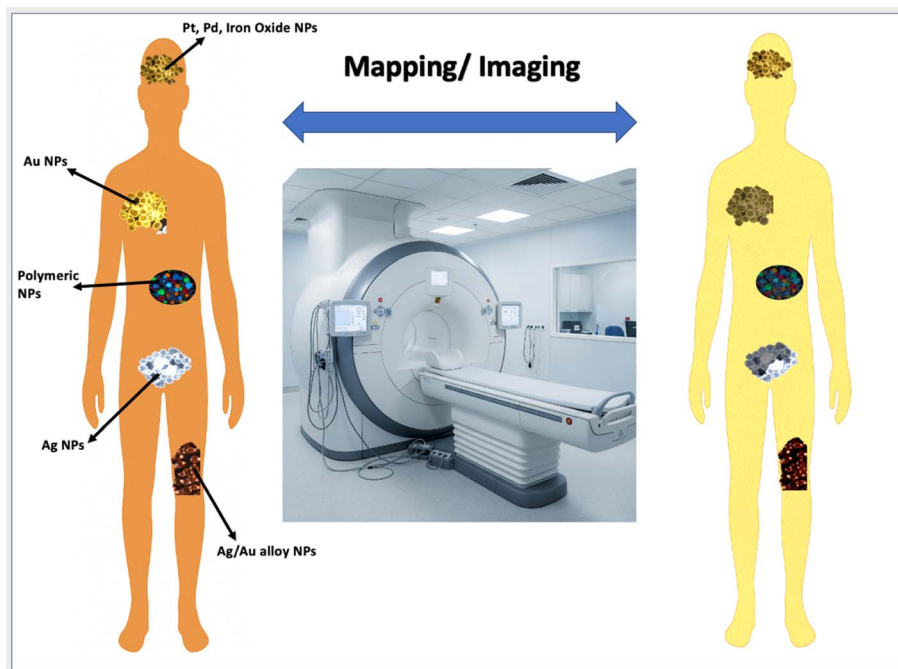 Pt, Pd, Iron Oxide NPs
Mapping/ Imaging
Au NPs
Polymeric
NPs
Ag NPs
Ag/Au alloy NPs